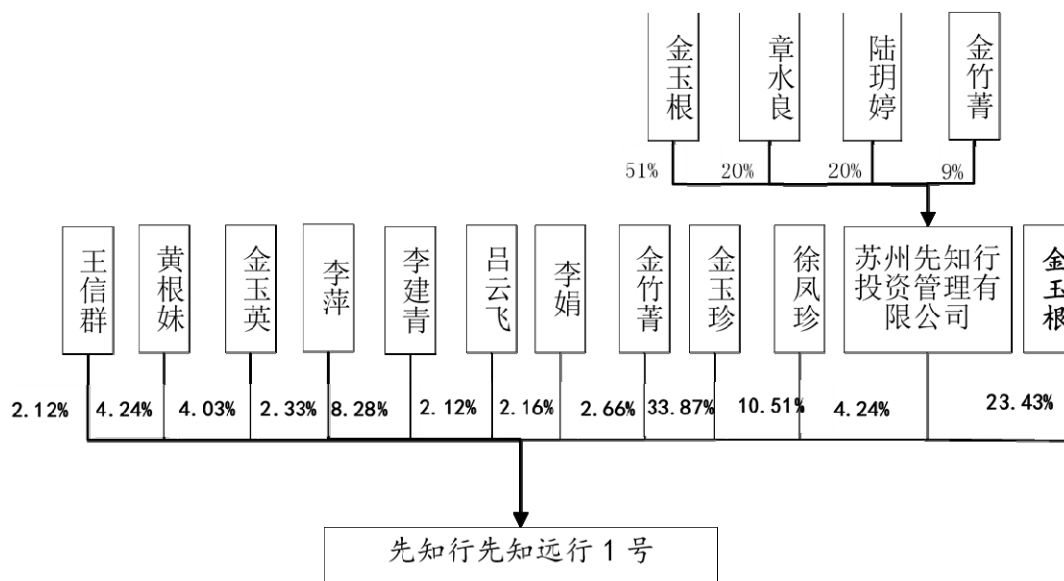 金玉根
章水良
陆玥婷
金竹菁
51%
20%
20%
9%
王信群
黄根妹
金玉英
李萍
李建青
吕云飞
李娟
金竹菁
金玉珍
徐凤珍
苏州先知行
投资管理有
限公司
金玉根
2.12%
4.24%
4.03%
2.33%
8.28%
2.12%
2.16%
2.66%
33.87%
10.51%
4.24%
23.43%
先知行先知远行1号